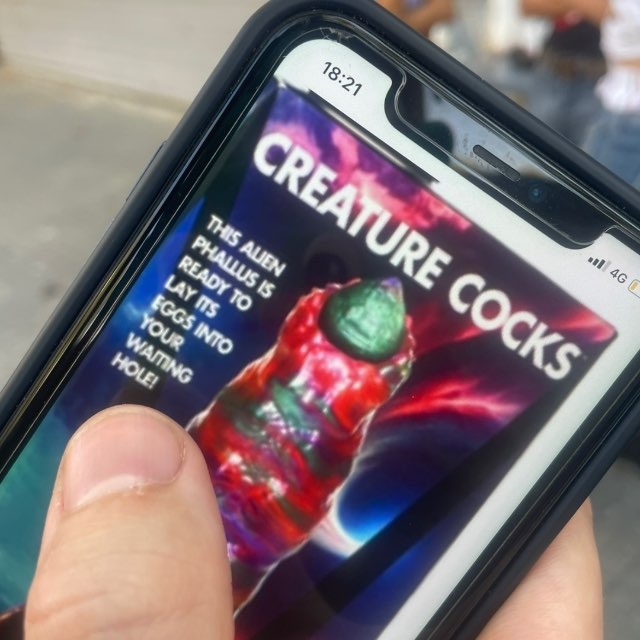 18:21
4G
CREATURE COCKS
THIS ALIEN
PHALLUS IS
READY TO
LAY ITS
EGGS INTO
YOUR
WAITING
HOLE!